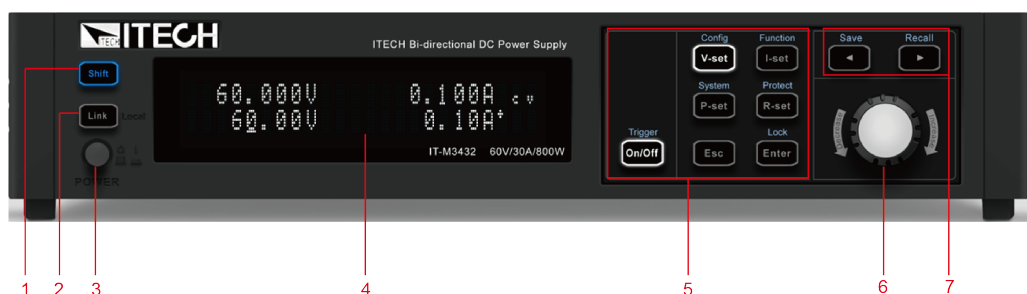 ITECH
ITECH Bi-directional DC Power Supply
Shift
Link Local
POWER
60.000V 0.100A cv
60.00V 0.10A+
IT-M3432 60V/30A/800W
Config Function
V-set I-set
System Protect
P-set R-set
Trigger Lock
On/Off Esc Enter
Save Recall
◄ ►
Decrease Increase
1 2 3 4 5 6 7